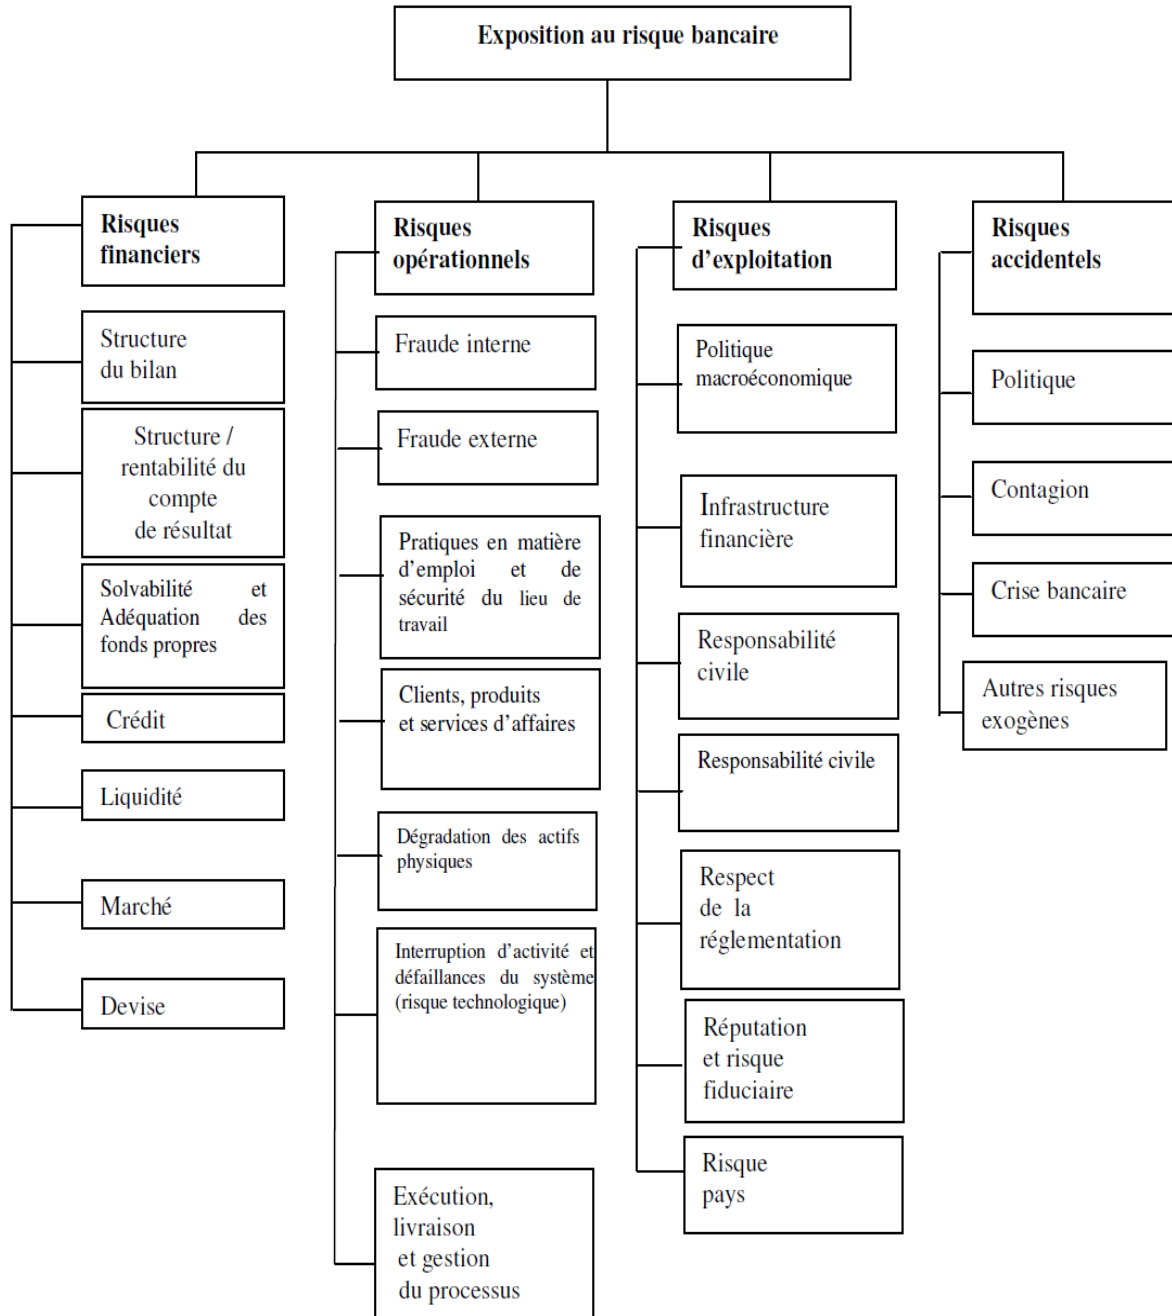 Exposition au risque bancaire
Risques
financiers
Structure
du bilan
Structure /
rentabilité du
compte
de résultat
Solvabilité et
Adéquation des
fonds propres
Crédit
Liquidité
Marché
Devise
Risques
opérationnels
Fraude interne
Fraude externe
Pratiques en matière
d'emploi et de
sécurité du lieu de
travail
Clients, produits
et services d'affaires
Dégradation des actifs
physiques
Interruption d'activité et
défaillances du système
(risque technologique)
Exécution,
livraison
et gestion
du processus
Risques
d'exploitation
Politique
macroéconomique
Infrastructure
financière
Responsabilité
civile
Responsabilité civile
Respect
de la
réglementation
Réputation
et risque
fiduciaire
Risque
pays
Risques
accidentels
Politique
Contagion
Crise bancaire
Autres risques
exogènes